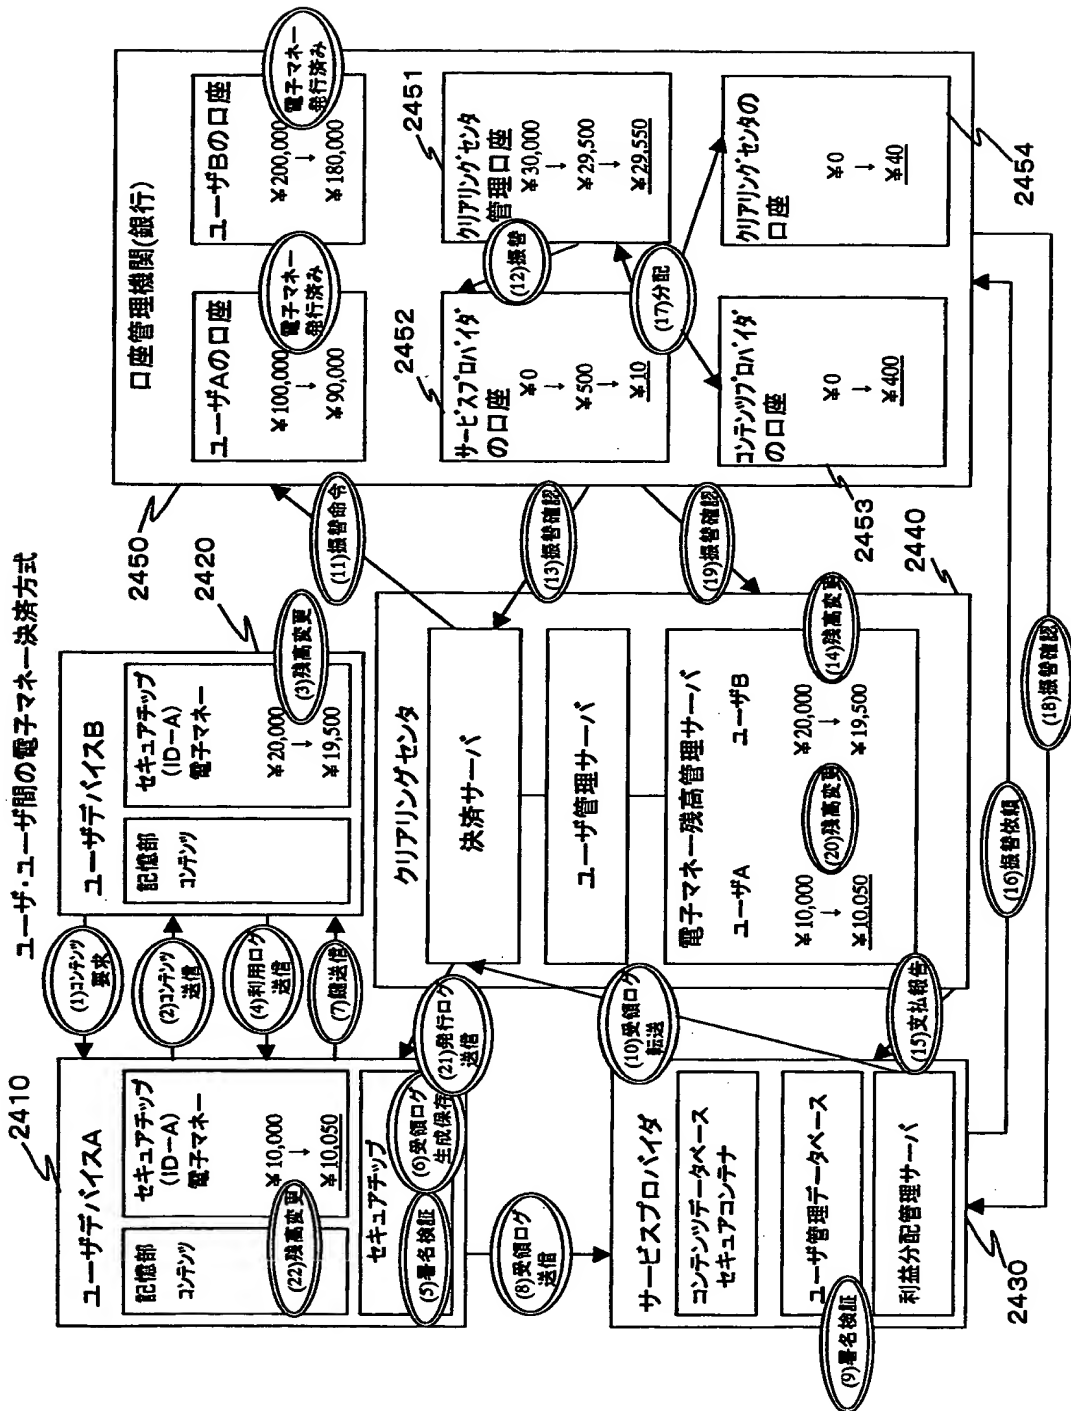 ユーザ・ユーザ間の電子マネー決済方式
2410
ユーザデバイスA
記憶部
コンテンツ
セキュアチップ
(ID-A)
電子マネー
¥10,000
↓
¥10,050
(22)残高変更
セキュアチップ
(5)署名検証
(6)受領ログ
生成保存
(1)コンテンツ
要求
(2)コンテンツ
送信
(4)利用ログ
送信
(7)鍵送信
2420
ユーザデバイスB
記憶部
コンテンツ
セキュアチップ
(ID-A)
電子マネー
¥20,000
↓
¥19,500
(3)残高変更
(8)受領ログ
送信
(21)発行ログ
送信
(10)受領ログ
転送
(15)支払報告
サービスプロバイダ
コンテンツデータベース
セキュアコンテナ
ユーザ管理データベース
利益分配管理サーバ
(9)署名検証
2430
クリアリングセンタ
決済サーバ
ユーザ管理サーバ
電子マネー残高管理サーバ
ユーザA
¥10,000
↓
¥10,050
(20)残高変更
ユーザB
¥20,000
↓
¥19,500
(14)残高変更
2440
(11)振替命令
(13)振替確認
(19)振替確認
(16)振替依頼
(18)振替確認
2450
口座管理機関(銀行)
ユーザAの口座
¥100,000
↓
¥90,000
電子マネー
発行済み
ユーザBの口座
¥200,000
↓
¥180,000
電子マネー
発行済み
2452
サービスプロバイダ
の口座
¥0
↓
¥500
↓
¥10
(12)振替
2451
クリアリングセンタ
管理口座
¥30,000
↓
¥29,500
↓
¥29,550
(17)分配
2453
コンテンツプロバイダ
の口座
¥0
↓
¥400
クリアリングセンタの
口座
¥0
↓
¥40
2454